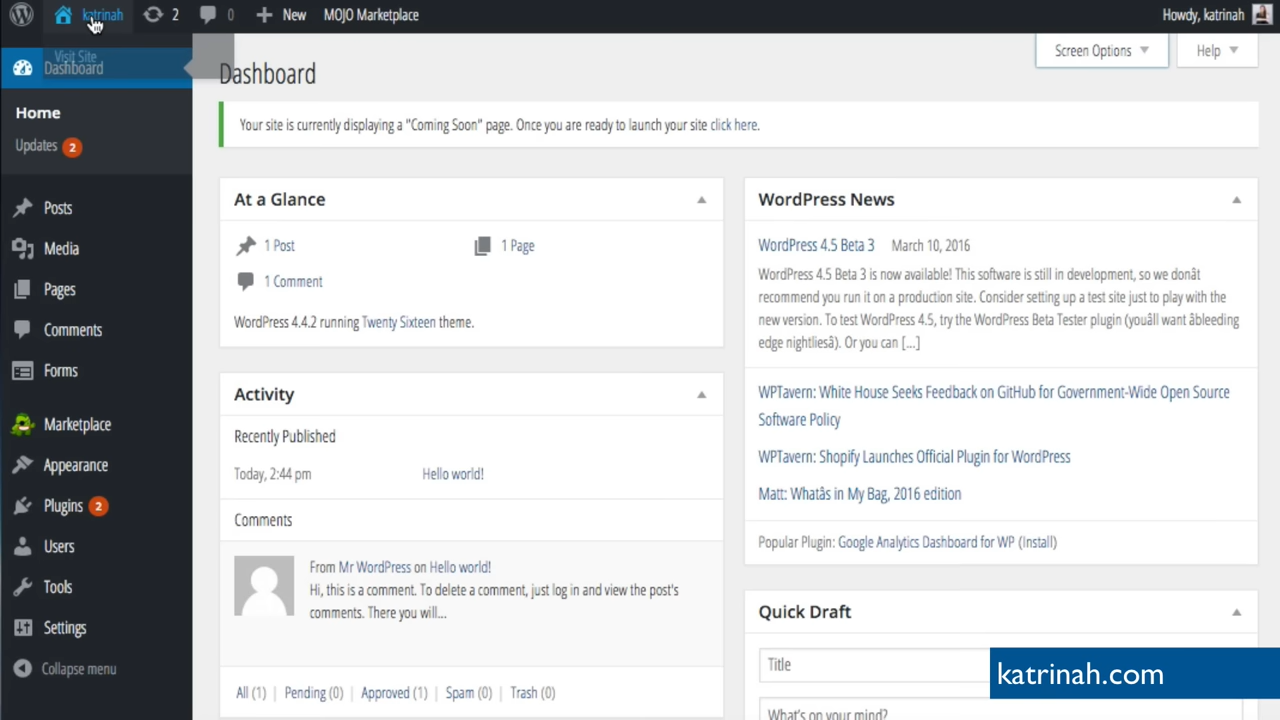 katrinah 2 0 New MOJO Marketplace Howdy, katrinah
Visit Site
Dashboard
Home
Updates 2
Posts
Media
Pages
Comments
Forms
Marketplace
Appearance
Plugins 2
Users
Tools
Settings
Collapse menu
Screen Options Help
Dashboard
Your site is currently displaying a "Coming Soon" page. Once you are ready to launch your site click here.
At a Glance
1 Post 1 Page
1 Comment
WordPress 4.4.2 running Twenty Sixteen theme.
Activity
Recently Published
Today, 2:44 pm Hello world!
Comments
From Mr WordPress on Hello world!
Hi, this is a comment. To delete a comment, just log in and view the post's
comments. There you will...
All (1) | Pending (0) | Approved (1) | Spam (0) | Trash (0)
WordPress News
WordPress 4.5 Beta 3 March 10, 2016
WordPress 4.5 Beta 3 is now available! This software is still in development, so we donât
recommend you run it on a production site. Consider setting up a test site just to play with the
new version. To test WordPress 4.5, try the WordPress Beta Tester plugin (youâll want âbleeding
edge nightliesâ). Or you can [...]
WPTavern: White House Seeks Feedback on GitHub for Government-Wide Open Source
Software Policy
WPTavern: Shopify Launches Official Plugin for WordPress
Matt: Whatâs in My Bag, 2016 edition
Popular Plugin: Google Analytics Dashboard for WP (Install)
Quick Draft
Title
What's on your mind?
katrinah.com